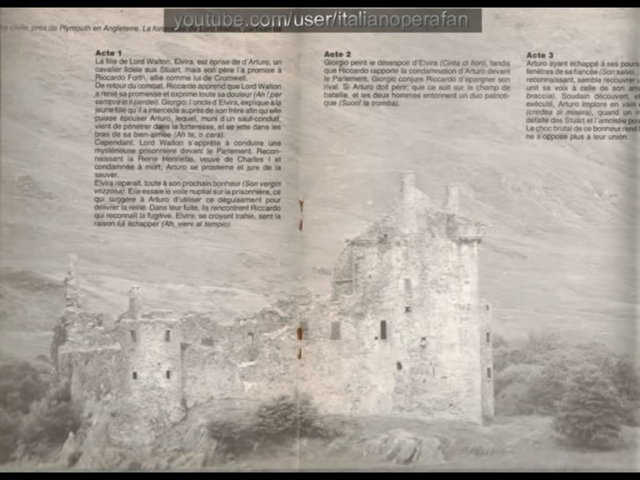 youtube.com/user/italianoperafan
près de Plymouth en Angleterre. La
Acte 1
La fille de Lord Walton, Elvira, est éprise de d'Arturo, un
cavalier fidèle aux Stuart, mais son père l'a promise à
Riccardo Forth, allié comme lui de Cromwell.
De retour du combat, Riccardo apprend que Lord Walton
a renié sa promesse et exprime toute sa douleur (Ah ! per
sempre io ti perdei). Giorgio, l'oncle d'Elvira, explique à la
jeune fille qu'il a intercédé auprès de son frère afin qu'elle
puisse épouser Arturo, lequel, muni d'un sauf-conduit,
vient de pénétrer dans la forteresse, et se jette dans les
bras de sa bien-aimée (Ah te, o cara).
Cependant, Lord Walton s'apprête à conduire une
mystérieuse prisonnière devant le Parlement. Recon-
naissant la Reine Henriette, veuve de Charles I et
condamnée à mort, Arturo se prosterne et jure de la
sauver.
Elvira reparaît, toute à son prochain bonheur (Son vergin
vezzosa). Elle essaie le voile nuptial sur la prisonnière, ce
qui suggère à Arturo d'utiliser ce déguisement pour
délivrer la reine. Dans leur fuite, ils rencontrent Riccardo
qui reconnaît la fugitive. Elvira, se croyant trahie, sent la
raison lui échapper (Ah, vieni al tempio).
Acte 2
Giorgio peint le désespoir d'Elvira (Cinta di fiori), tandis
que Riccardo rapporte la condamnation d'Arturo devant
le Parlement. Giorgio conjure Riccardo d'épargner son
rival. Si Arturo doit périr, que ce soit sur le champ de
bataille, et les deux hommes entonnent un duo patrioti-
que (Suoni la tromba).
Acte 3
Arturo ayant échappé à ses pours
fenêtres de sa fiancée (Son salvo,
reconnaissant, semble recouvrer
unit sa voix à celle de son am
braccia). Soudain découvert, e
exécuté, Arturo implore en vain
(credea si misera), quand un m
défaite des Stuart et l'amnistie po
Le choc brutal de ce bonheur rend l
ne s'oppose plus à leur union.